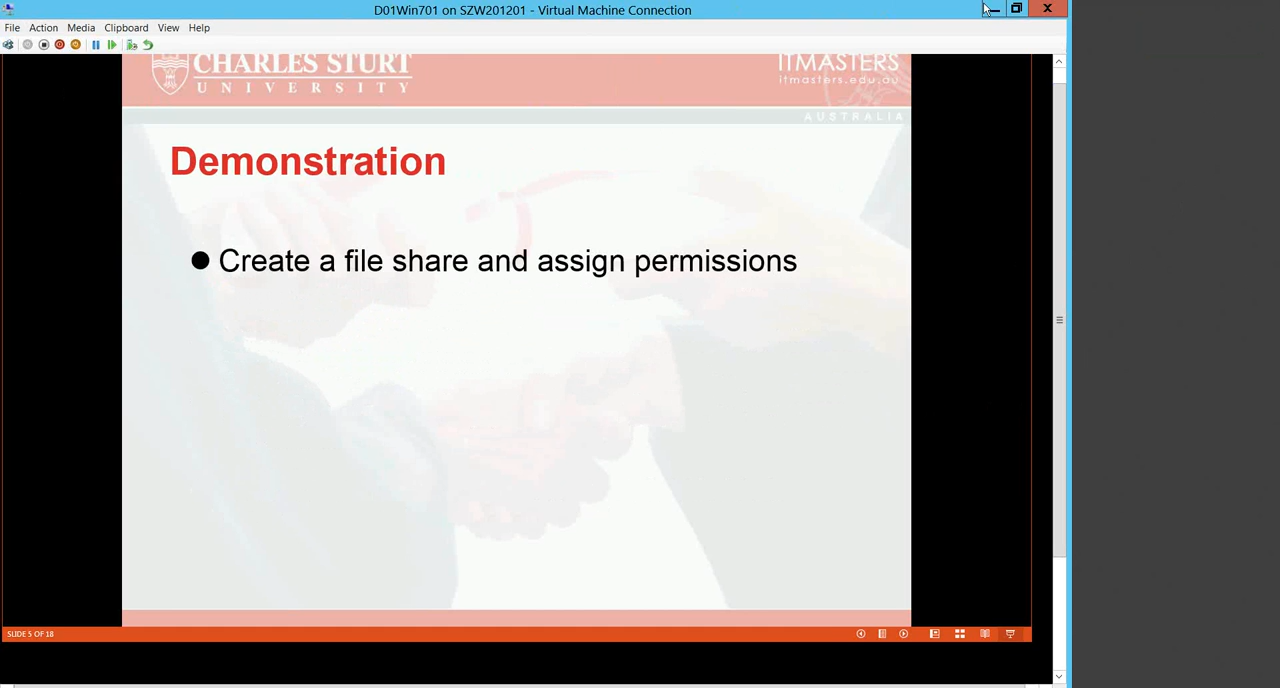 D01Win701 on SZW201201 - Virtual Machine Connection
File Action Media Clipboard View Help
CHARLES STURT
UNIVERSITY
ITMASTERS
itmasters.edu.au
AUSTRALIA
Demonstration
Create a file share and assign permissions
SLIDE 5 OF 18